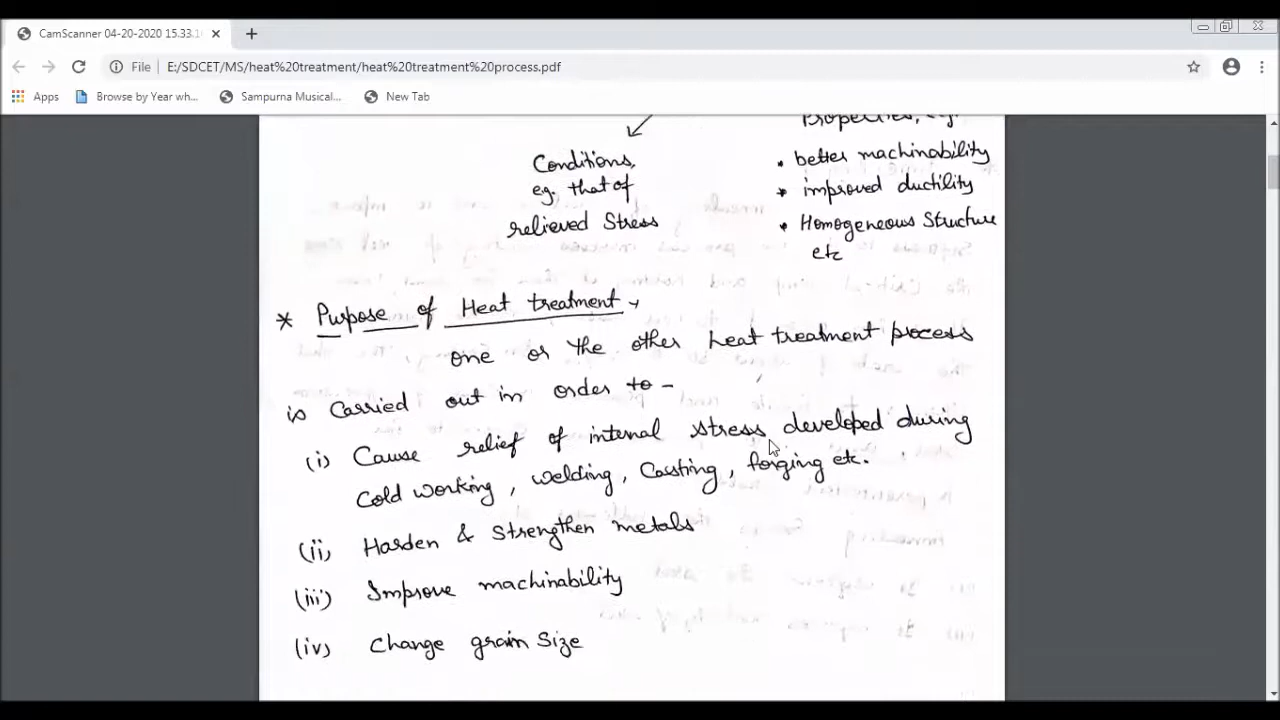 CamScanner 04-20-2020 15.33.1
File E:/SDCET/MS/heat%20treatment/heat%20treatment%20process.pdf
Apps Browse by Year wh... Sampurna Musical... New Tab
Properties, e.g.
Conditions,
eg. that of
relieved Stress
• better machinability
• improved ductility
• Homogeneous Structure
etc
* Purpose of Heat treatment →
one or the other heat treatment process
is Carried out in order to -
(i) Cause relief of internal stress developed during
Cold working, welding, Casting, forging etc.
(ii) Harden & Strengthen metals
(iii) Improve machinability
(iv) Change grain Size